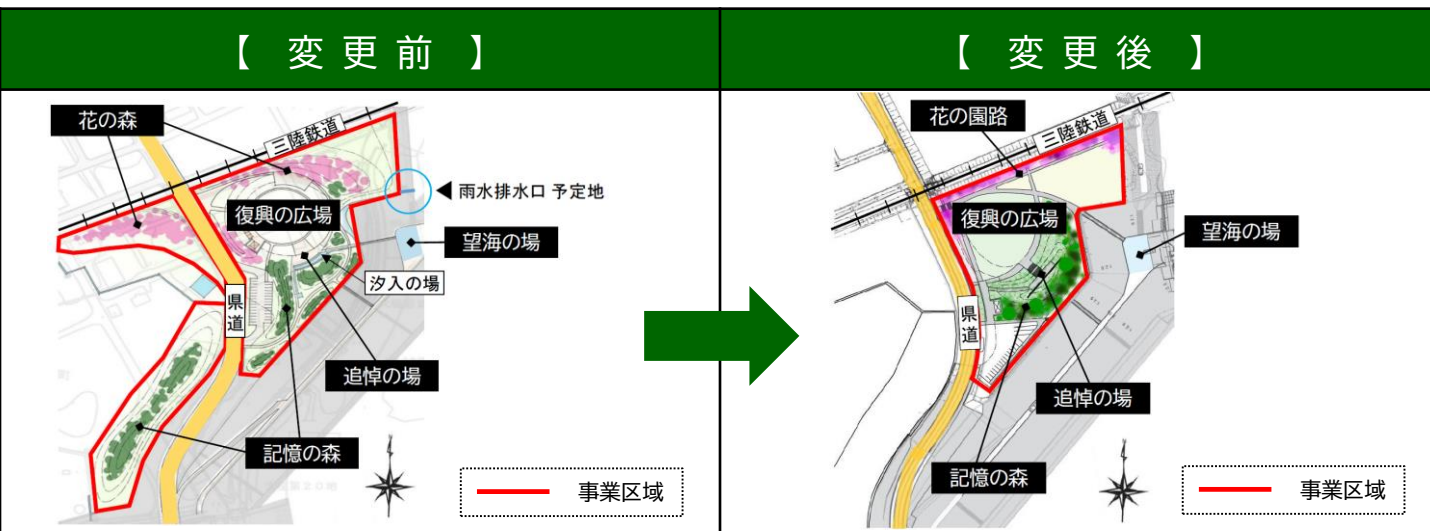 【 変 更 前 】
【 変 更 後 】
花の森
三陸鉄道
雨水排水口 予定地
復興の広場
望海の場
汐入の場
県道
追悼の場
記憶の森
事業区域
花の園路
三陸鉄道
復興の広場
望海の場
県道
追悼の場
記憶の森
事業区域